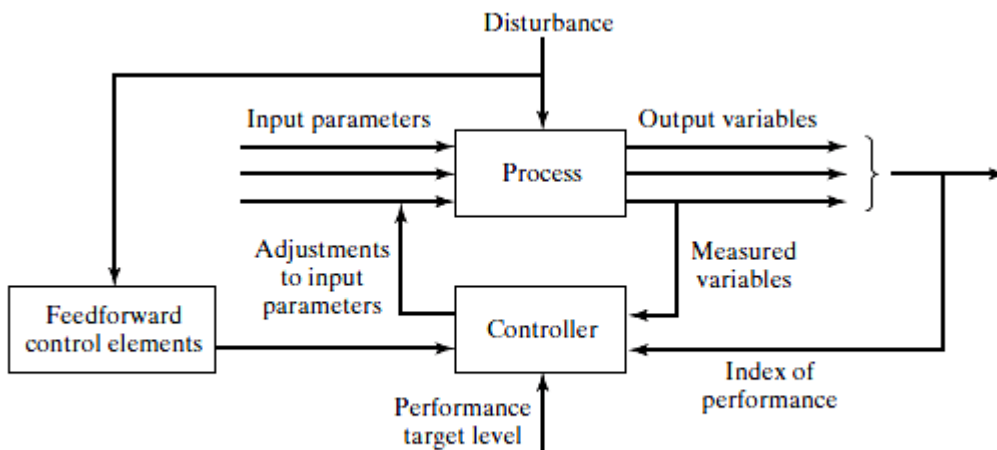 Disturbance
Input parameters
Output variables
Process
Adjustments
to input
parameters
Measured
variables
Feedforward
control elements
Controller
Index of
performance
Performance
target level